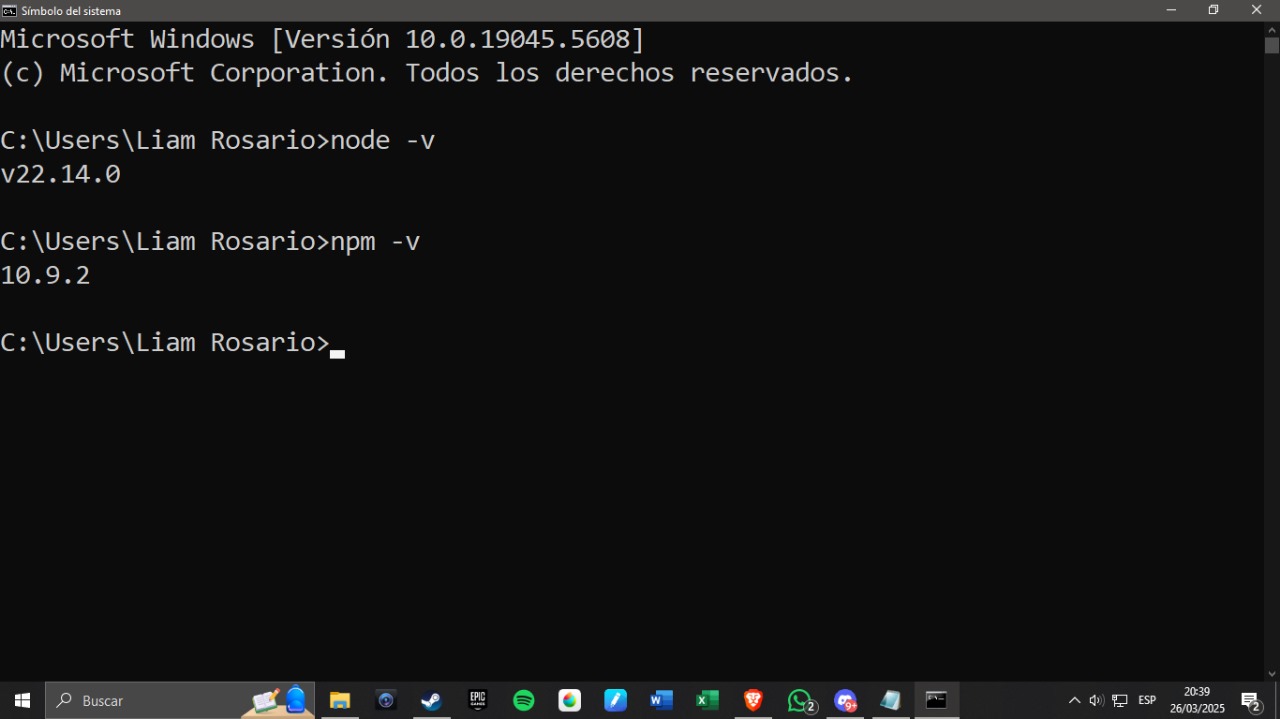 Símbolo del sistema
Microsoft Windows [Versión 10.0.19045.5608]
(c) Microsoft Corporation. Todos los derechos reservados.
C:\Users\Liam Rosario>node -v
v22.14.0
C:\Users\Liam Rosario>npm -v
10.9.2
C:\Users\Liam Rosario>
Buscar
EPIC GAMES
2
9+
ESP
20:39
26/03/2025
2